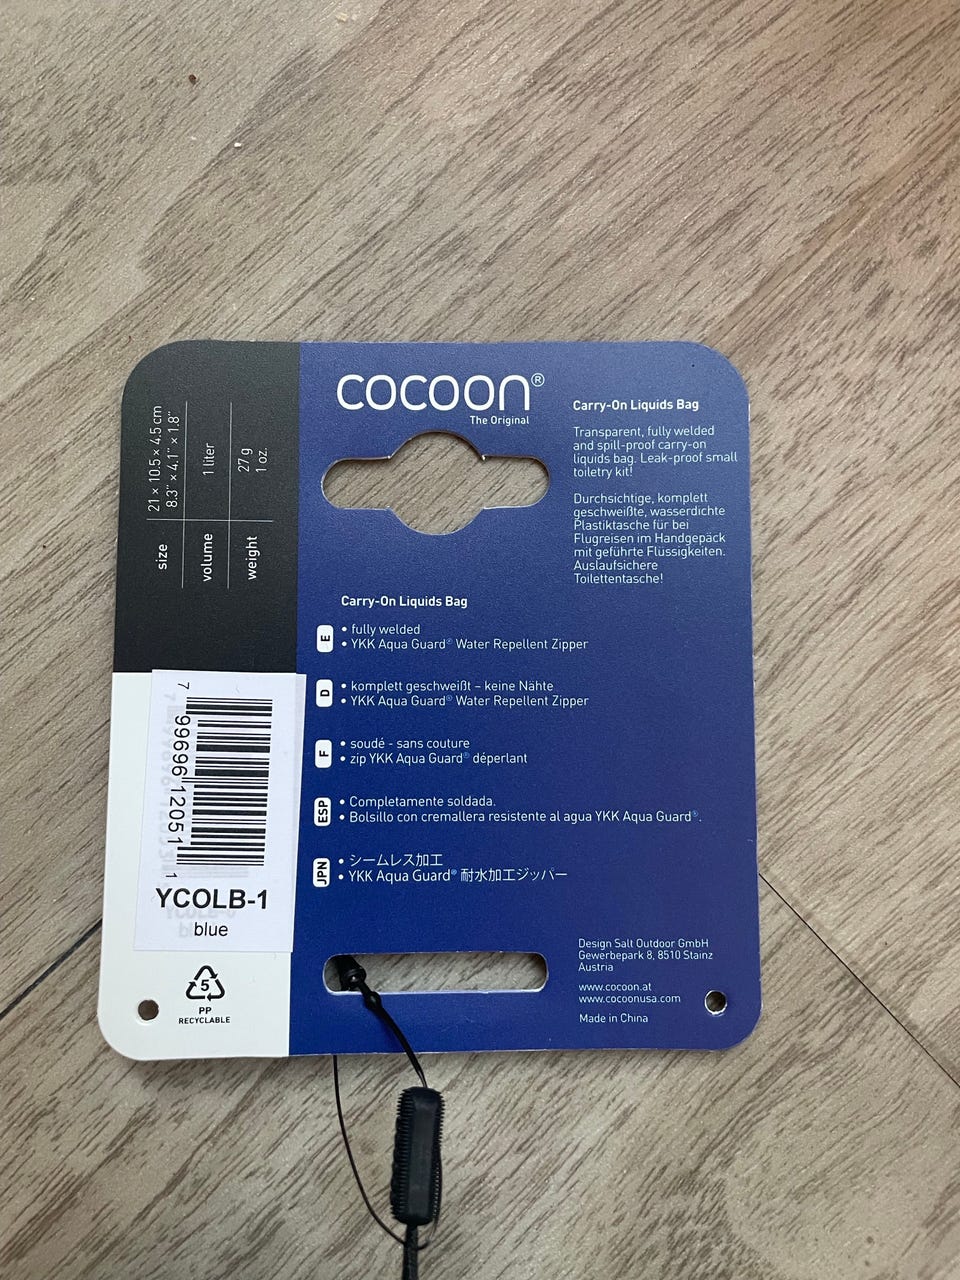 cocoon®
The Original
Carry-On Liquids Bag
Transparent, fully welded
and spill-proof carry-on
liquids bag. Leak-proof small
toiletry kit!
Durchsichtige, komplett
geschweißte, wasserdichte
Plastiktasche für bei
Flugreisen im Handgepäck
mit geführte Flüssigkeiten.
Auslaufsichere
Toilettentasche!
size 21 × 10.5 × 4.5 cm
8.3" × 4.1" × 1.8"
volume 1 liter
weight 27 g
1 oz.
Carry-On Liquids Bag
E
• fully welded
• YKK Aqua Guard® Water Repellent Zipper
D
• komplett geschweißt – keine Nähte
• YKK Aqua Guard® Water Repellent Zipper
F
• soudé - sans couture
• zip YKK Aqua Guard® déperlant
ESP
• Completamente soldada.
• Bolsillo con cremallera resistente al agua YKK Aqua Guard®.
JPN
• シームレス加工
• YKK Aqua Guard® 耐水加工ジッパー
7 99696 12051 1
YCOLB-1
blue
5
PP
RECYCLABLE
Design Salt Outdoor GmbH
Gewerbepark 8, 8510 Stainz
Austria
www.cocoon.at
www.cocoonusa.com
Made in China